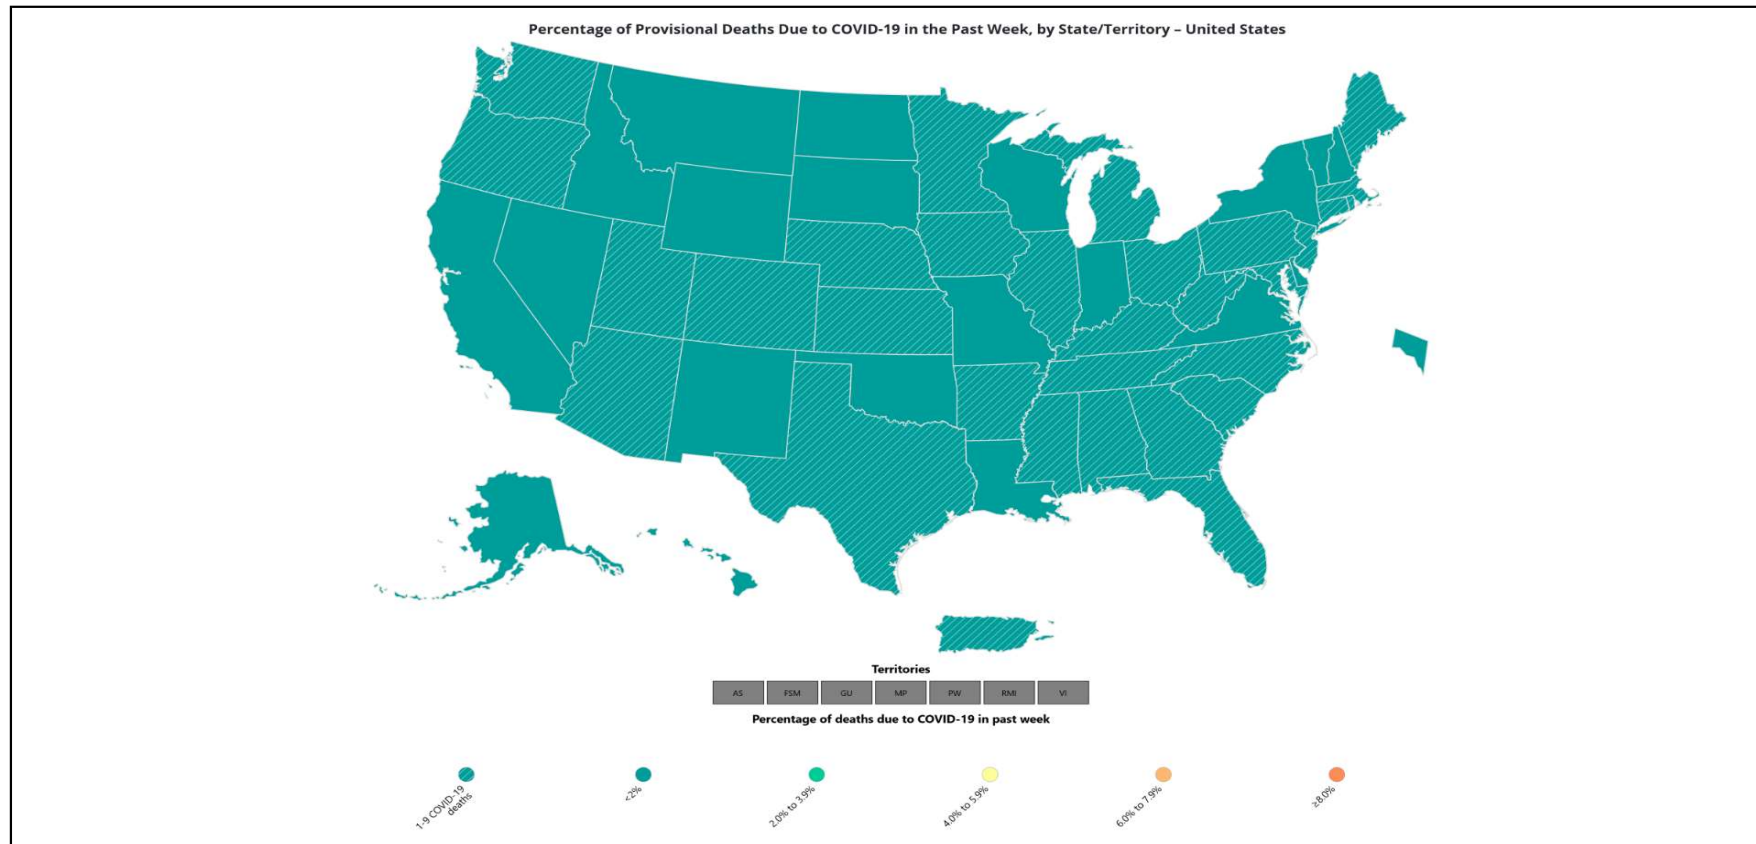 Percentage of Provisional Deaths Due to COVID-19 in the Past Week, by State/Territory – United States
Territories
AS FSM GU MP PW RMI VI
Percentage of deaths due to COVID-19 in past week
1-9 COVID-19
deaths
<2%
2.0% to 3.9%
4.0% to 5.9%
6.0% to 7.9%
≥8.0%